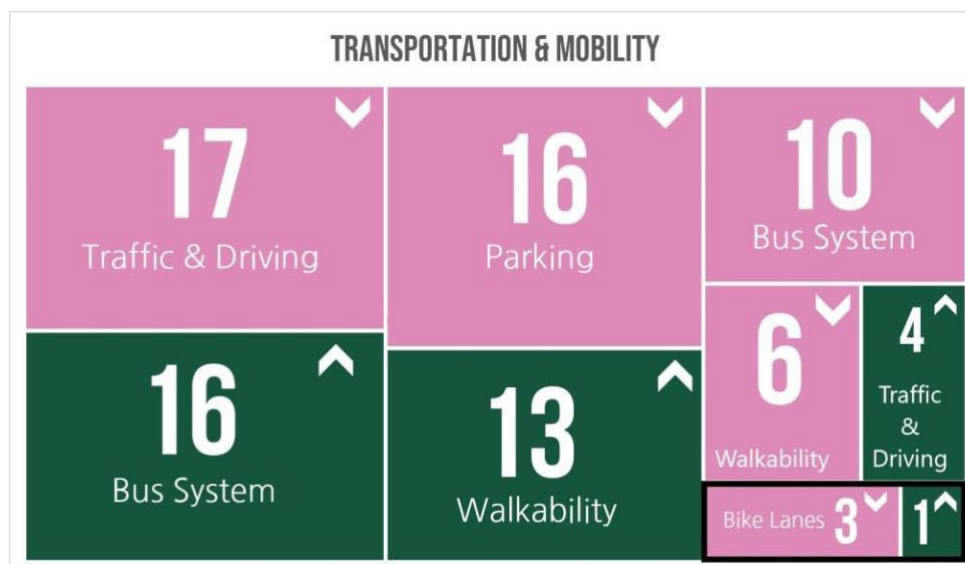 TRANSPORTATION & MOBILITY
17
Traffic & Driving
16
Parking
10
Bus System
16
Bus System
13
Walkability
6
Walkability
4
Traffic
&
Driving
Bike Lanes 3
1